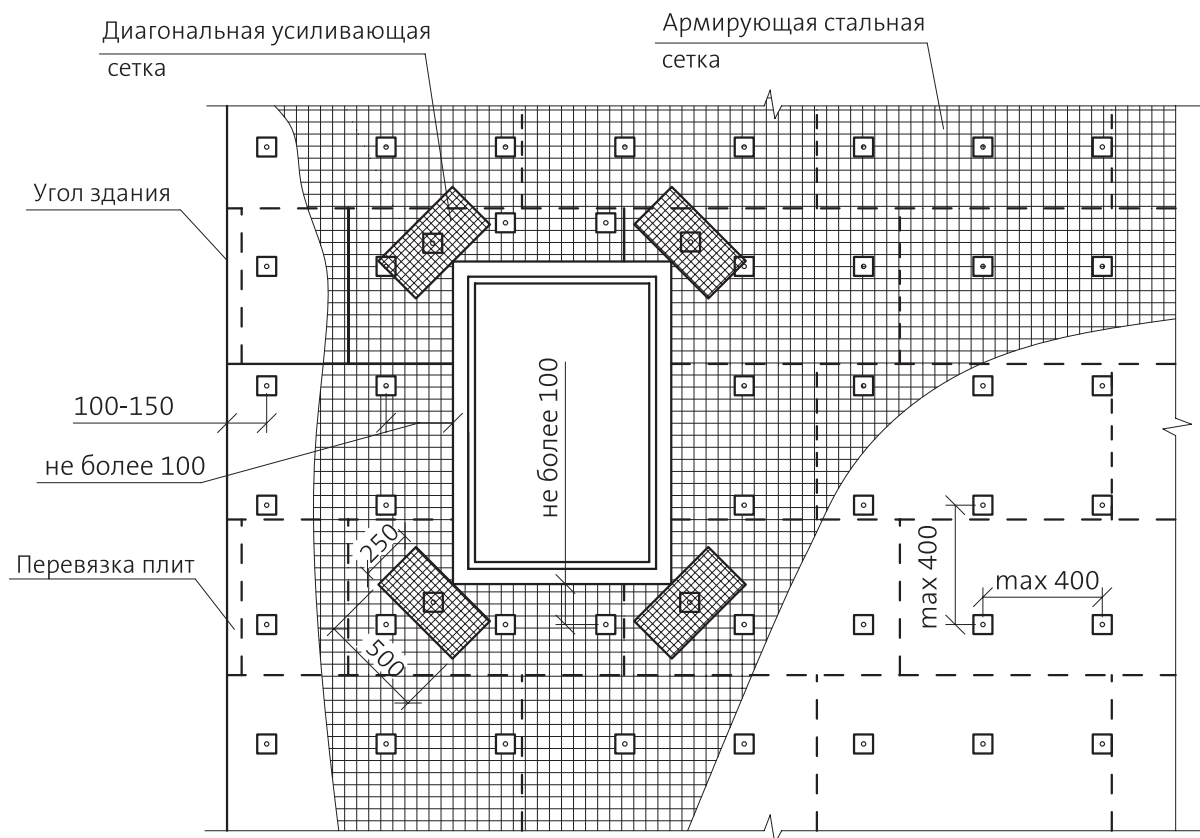 Диагональная усиливающая
сетка
Армирующая стальная
сетка
Угол здания
100-150
не более 100
не более 100
Перевязка плит
250
500
max 400
max 400